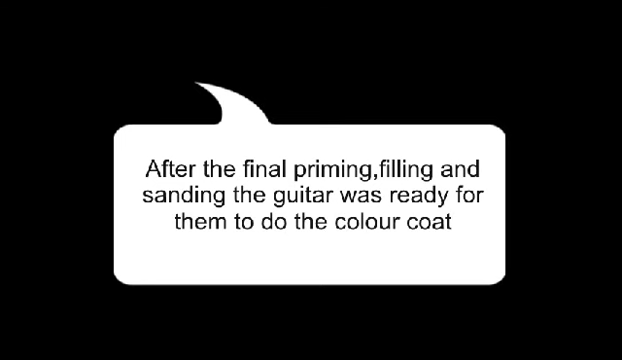 After the final priming,filling and
sanding the guitar was ready for
them to do the colour coat